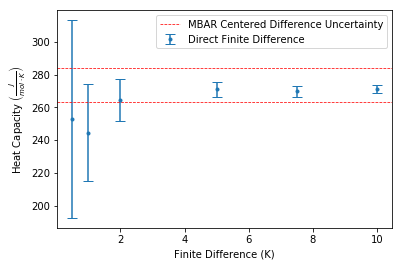 MBAR Centered Difference Uncertainty
Direct Finite Difference
300
280
260
240
220
200
Heat Capacity (J/mol·K)
2
4
6
8
10
Finite Difference (K)